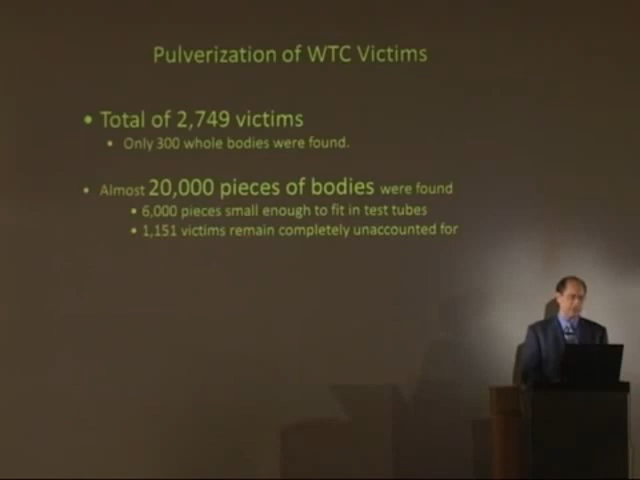 Pulverization of WTC Victims
• Total of 2,749 victims
• Only 300 whole bodies were found.
• Almost 20,000 pieces of bodies were found
• 6,000 pieces small enough to fit in test tubes
• 1,151 victims remain completely unaccounted for